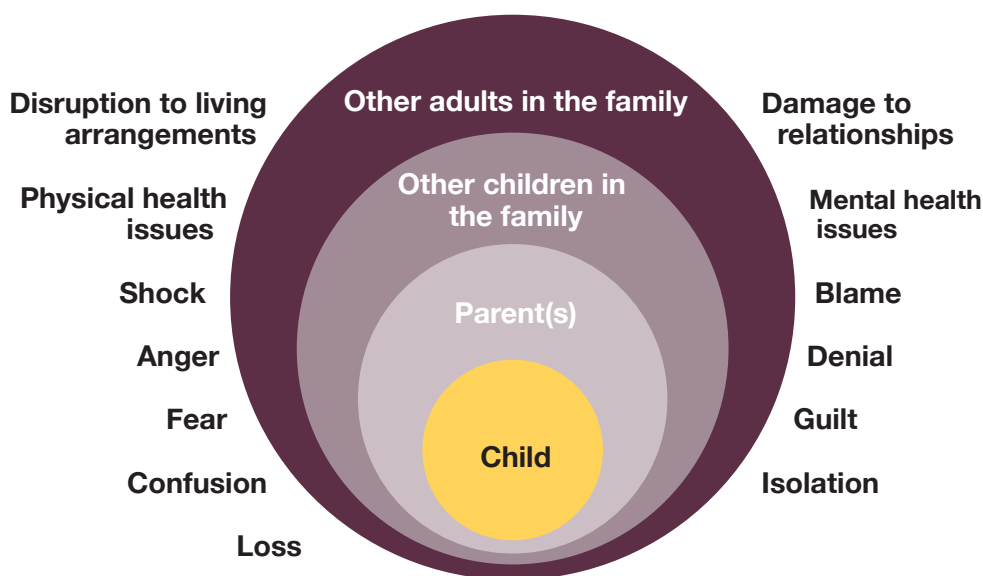 Disruption to living
arrangements
Physical health
issues
Shock
Anger
Fear
Confusion
Loss
Other adults in the family
Other children in
the family
Parent(s)
Child
Damage to
relationships
Mental health
issues
Blame
Denial
Guilt
Isolation